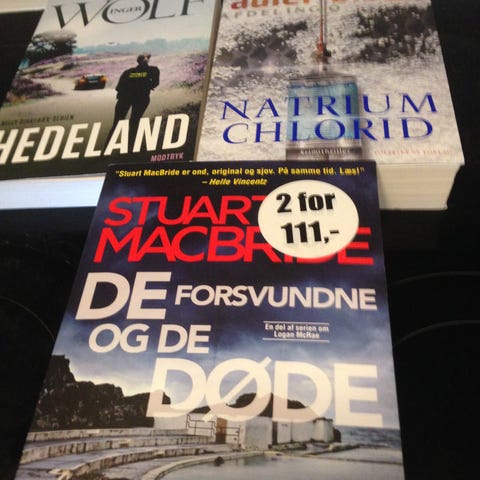 WOLF
INGER
HEDELAND
MODTRYK
AFDELING Q
NATRIUM
CHLORID
"Stuart MacBride er ond, original og sjov. På samme tid. Læs!"
– Helle Vincentz
STUART
MACBRIDE
2 for
111,-
DE FORSVUNDNE
OG DE
DØDE
En del af serien om
Logan McRae